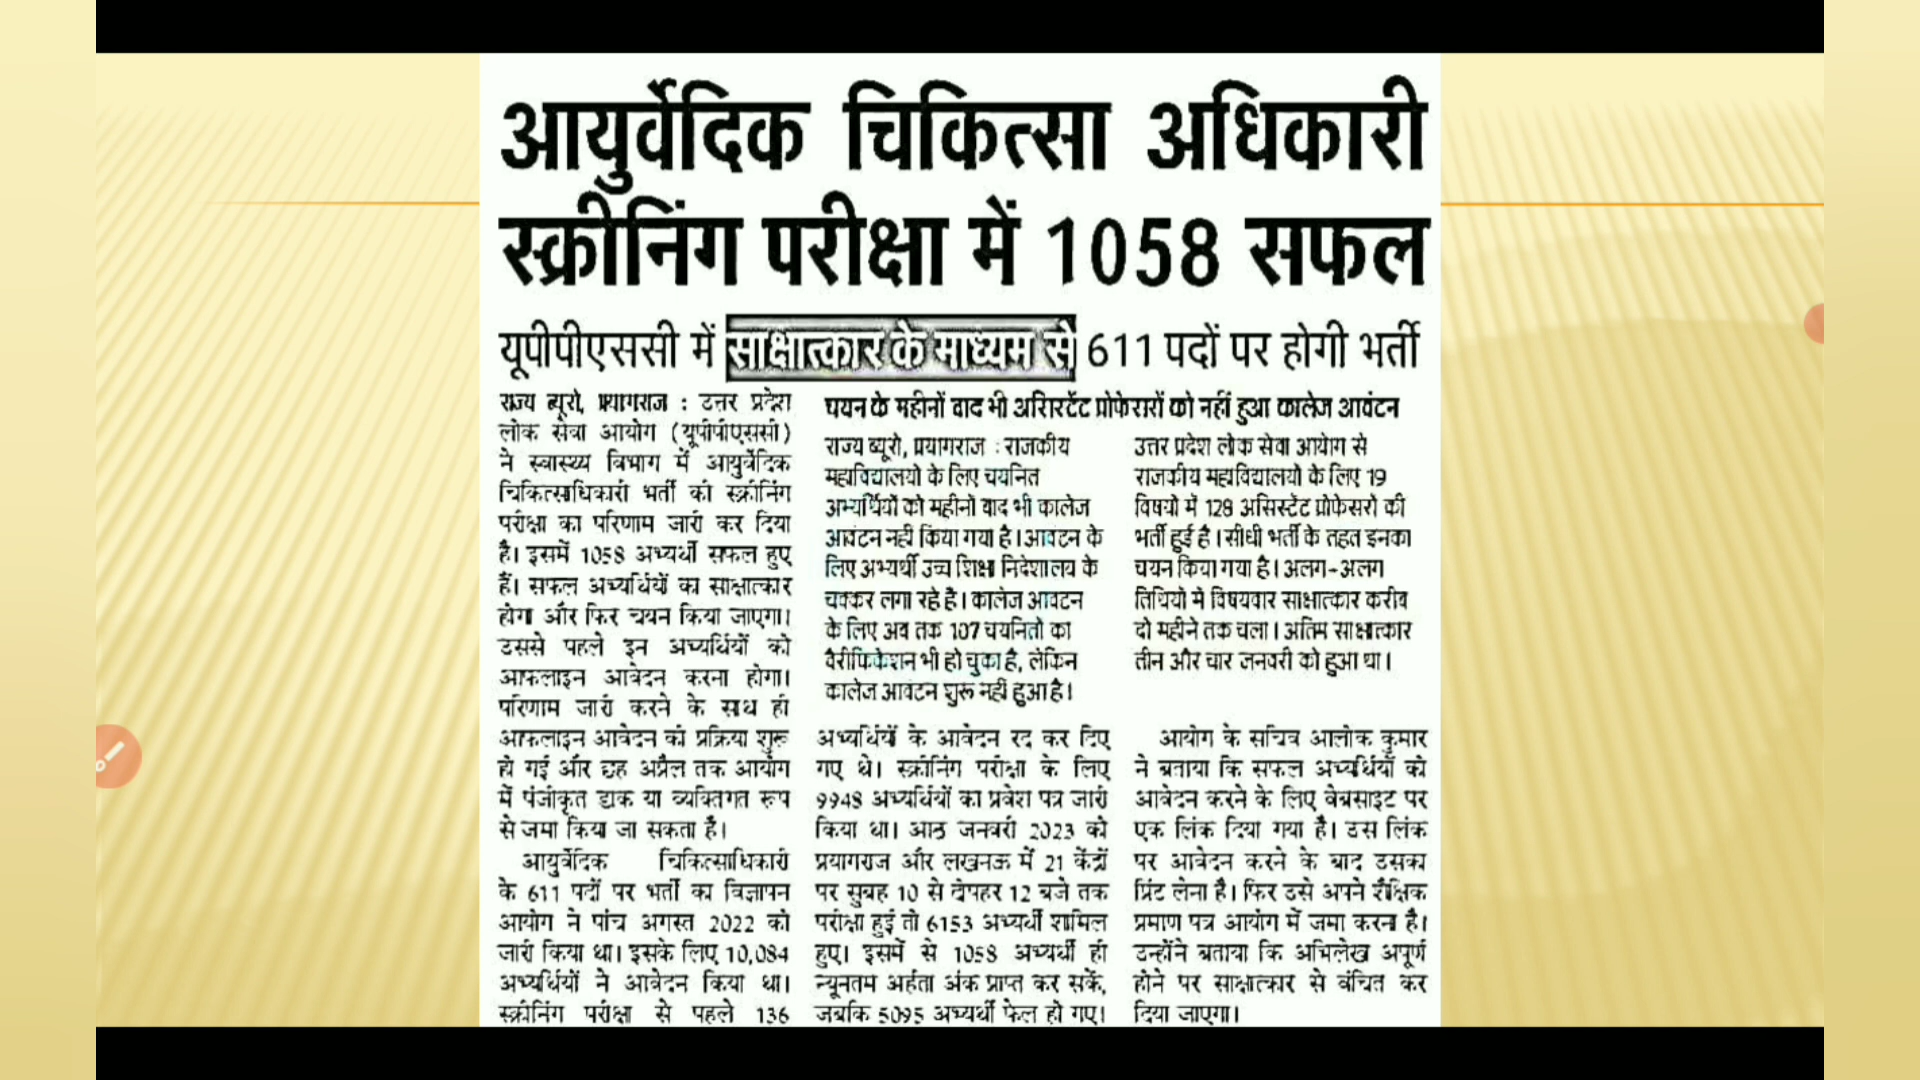 आयुर्वेदिक चिकित्सा अधिकारी
स्क्रीनिंग परीक्षा में 1058 सफल
यूपीपीएससी में साक्षात्कार के माध्यम से 611 पदों पर होगी भर्ती
राज्य ब्यूरो, प्रयागराज : उत्तर प्रदेश
लोक सेवा आयोग (यूपीपीएससी)
ने स्वास्थ्य विभाग में आयुर्वेदिक
चिकित्साधिकारी भर्ती की स्क्रीनिंग
परीक्षा का परिणाम जारी कर दिया
है। इसमें 1058 अभ्यर्थी सफल हुए
हैं। सफल अभ्यर्थियों का साक्षात्कार
होगा और फिर चयन किया जाएगा।
उससे पहले इन अभ्यर्थियों को
आफलाइन आवेदन करना होगा।
परिणाम जारी करने के साथ ही
आफलाइन आवेदन की प्रक्रिया शुरू
हो गई और छह अप्रैल तक आयोग
में पंजीकृत डाक या व्यक्तिगत रूप
से जमा किया जा सकता है।
आयुर्वेदिक चिकित्साधिकारी
के 611 पदों पर भर्ती का विज्ञापन
आयोग ने पांच अगस्त 2022 को
जारी किया था। इसके लिए 10,084
अभ्यर्थियों ने आवेदन किया था।
स्क्रीनिंग परीक्षा से पहले 136
चयन के महीनों बाद भी असिस्टेंट प्रोफेसरों को नहीं हुआ कालेज आवंटन
राज्य ब्यूरो, प्रयागराज : राजकीय
महाविद्यालयों के लिए चयनित
अभ्यर्थियों को महीनों बाद भी कालेज
आवंटन नहीं किया गया है। आवंटन के
लिए अभ्यर्थी उच्च शिक्षा निदेशालय के
चक्कर लगा रहे है। कालेज आवंटन
के लिए अब तक 107 चयनितों का
वैरीफिकेशन भी हो चुका है, लेकिन
कालेज आवंटन शुरू नहीं हुआ है।
उत्तर प्रदेश लोक सेवा आयोग से
राजकीय महाविद्यालयों के लिए 19
विषयों में 128 असिस्टेंट प्रोफेसरों की
भर्ती हुई है। सीधी भर्ती के तहत इनका
चयन किया गया है। अलग-अलग
तिथियों में विषयवार साक्षात्कार करीब
दो महीने तक चला। अंतिम साक्षात्कार
तीन और चार जनवरी को हुआ था।
अभ्यर्थियों के आवेदन रद कर दिए
गए थे। स्क्रीनिंग परीक्षा के लिए
9948 अभ्यर्थियों का प्रवेश पत्र जारी
किया था। आठ जनवरी 2023 को
प्रयागराज और लखनऊ में 21 केंद्रों
पर सुबह 10 से दोपहर 12 बजे तक
परीक्षा हुई तो 6153 अभ्यर्थी शामिल
हुए। इसमें से 1058 अभ्यर्थी ही
न्यूनतम अर्हता अंक प्राप्त कर सकें,
जबकि 5095 अभ्यर्थी फेल हो गए।
आयोग के सचिव आलोक कुमार
ने बताया कि सफल अभ्यर्थियों को
आवेदन करने के लिए वेबसाइट पर
एक लिंक दिया गया है। उस लिंक
पर आवेदन करने के बाद उसका
प्रिंट लेना है। फिर उसे अपने शैक्षिक
प्रमाण पत्र आयोग में जमा करना है।
उन्होंने बताया कि अभिलेख अपूर्ण
होने पर साक्षात्कार से वंचित कर
दिया जाएगा।